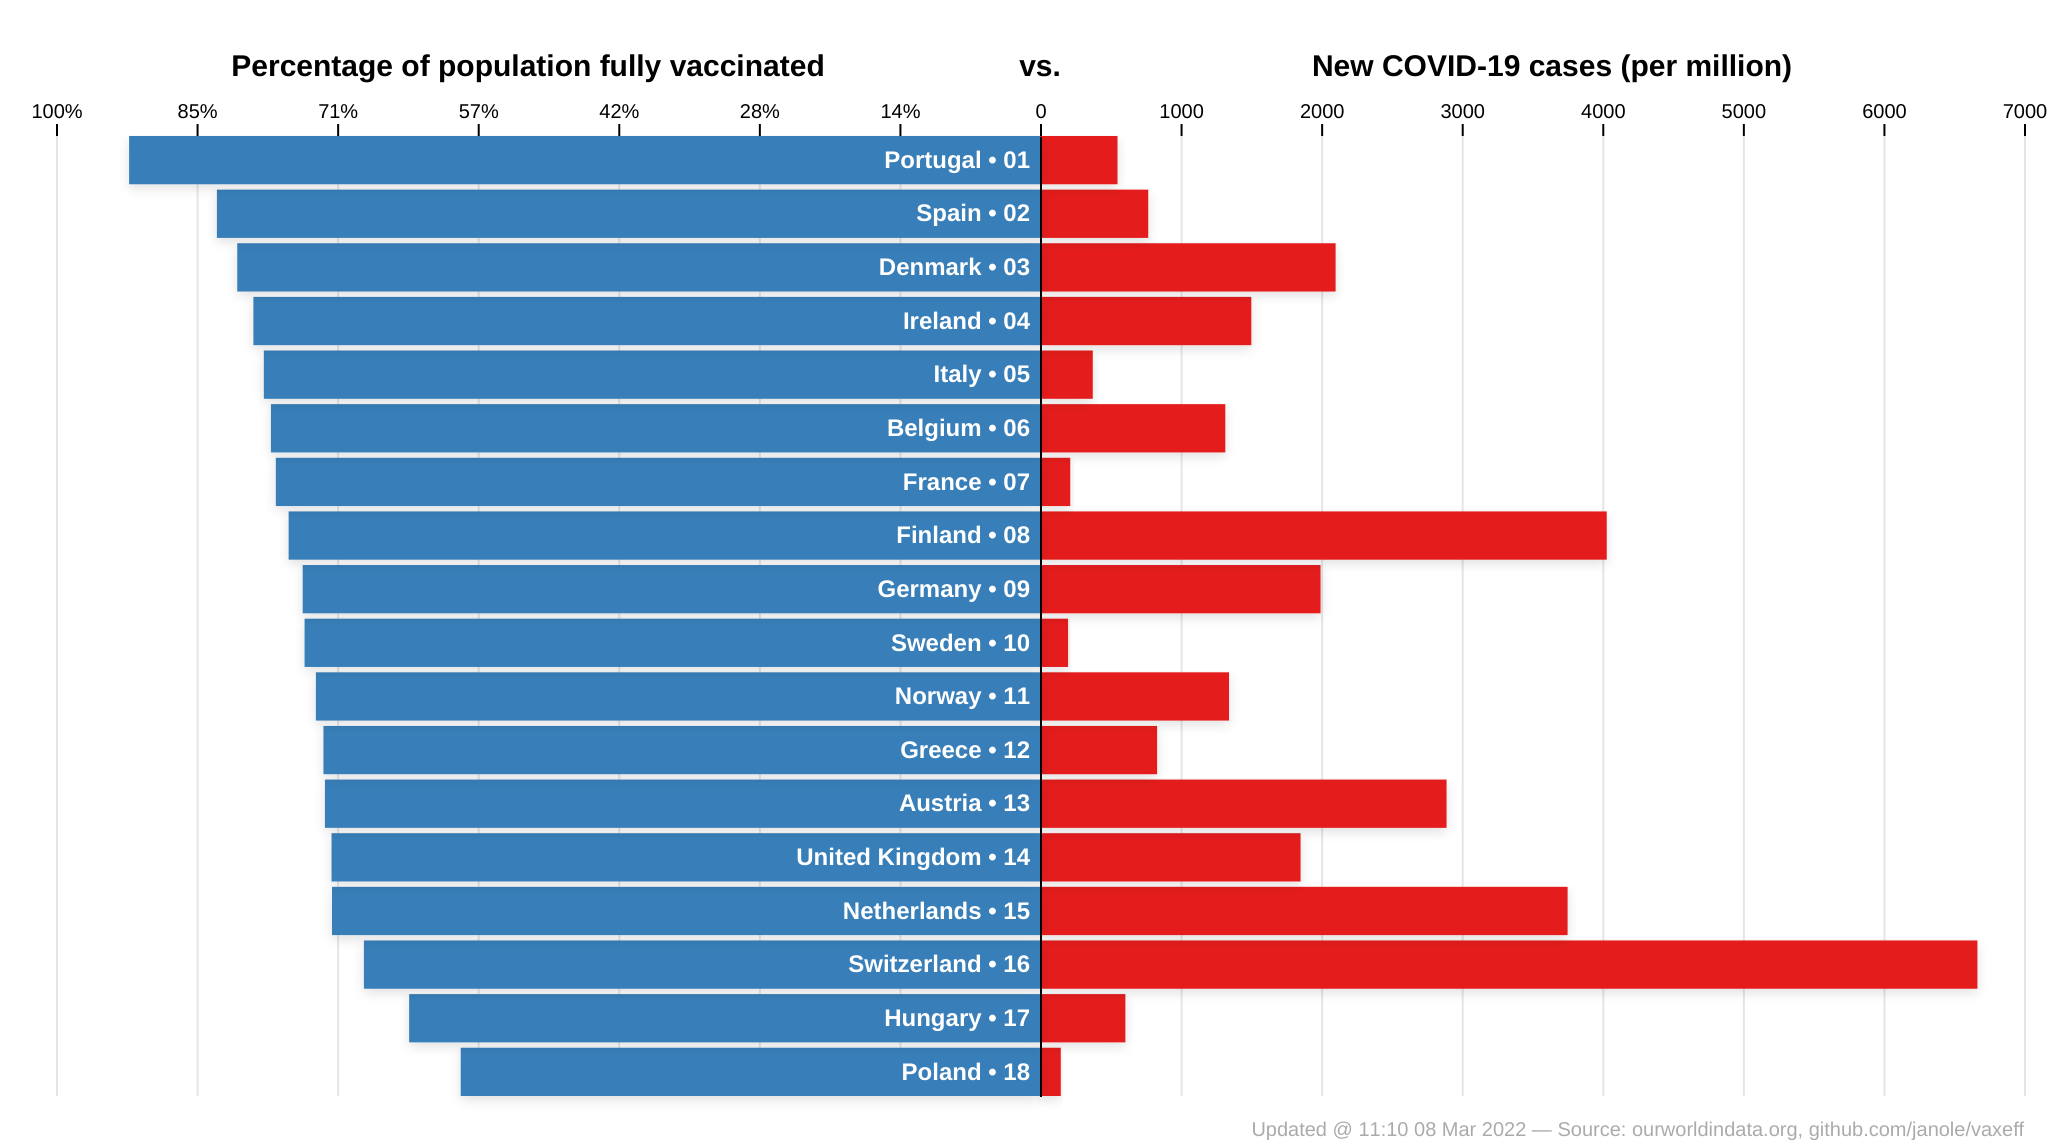 Percentage of population fully vaccinated vs. New COVID-19 cases (per million)
100% 85% 71% 57% 42% 28% 14% 0 1000 2000 3000 4000 5000 6000 7000
Portugal • 01
Spain • 02
Denmark • 03
Ireland • 04
Italy • 05
Belgium • 06
France • 07
Finland • 08
Germany • 09
Sweden • 10
Norway • 11
Greece • 12
Austria • 13
United Kingdom • 14
Netherlands • 15
Switzerland • 16
Hungary • 17
Poland • 18
Updated @ 11:10 08 Mar 2022 — Source: ourworldindata.org, github.com/janole/vaxeff